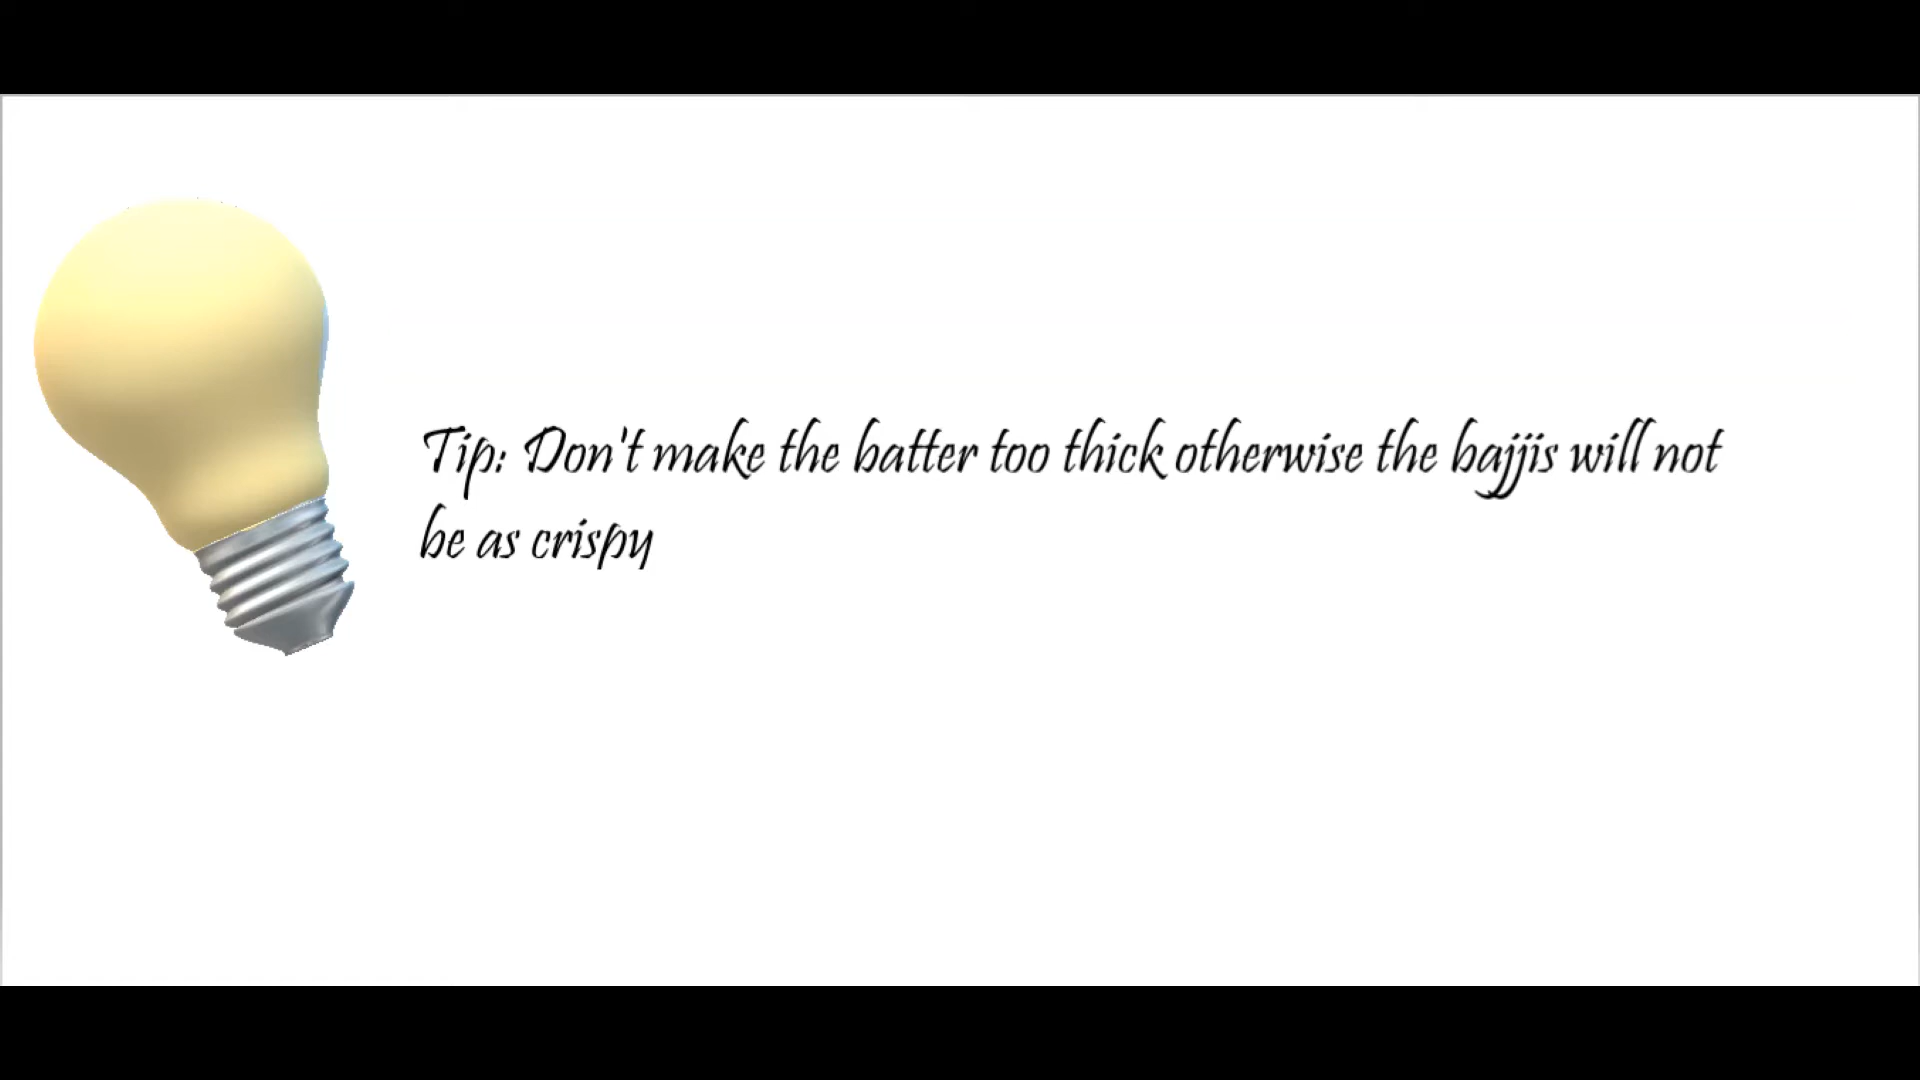 Tip: Don't make the batter too thick otherwise the bajjis will not
be as crispy